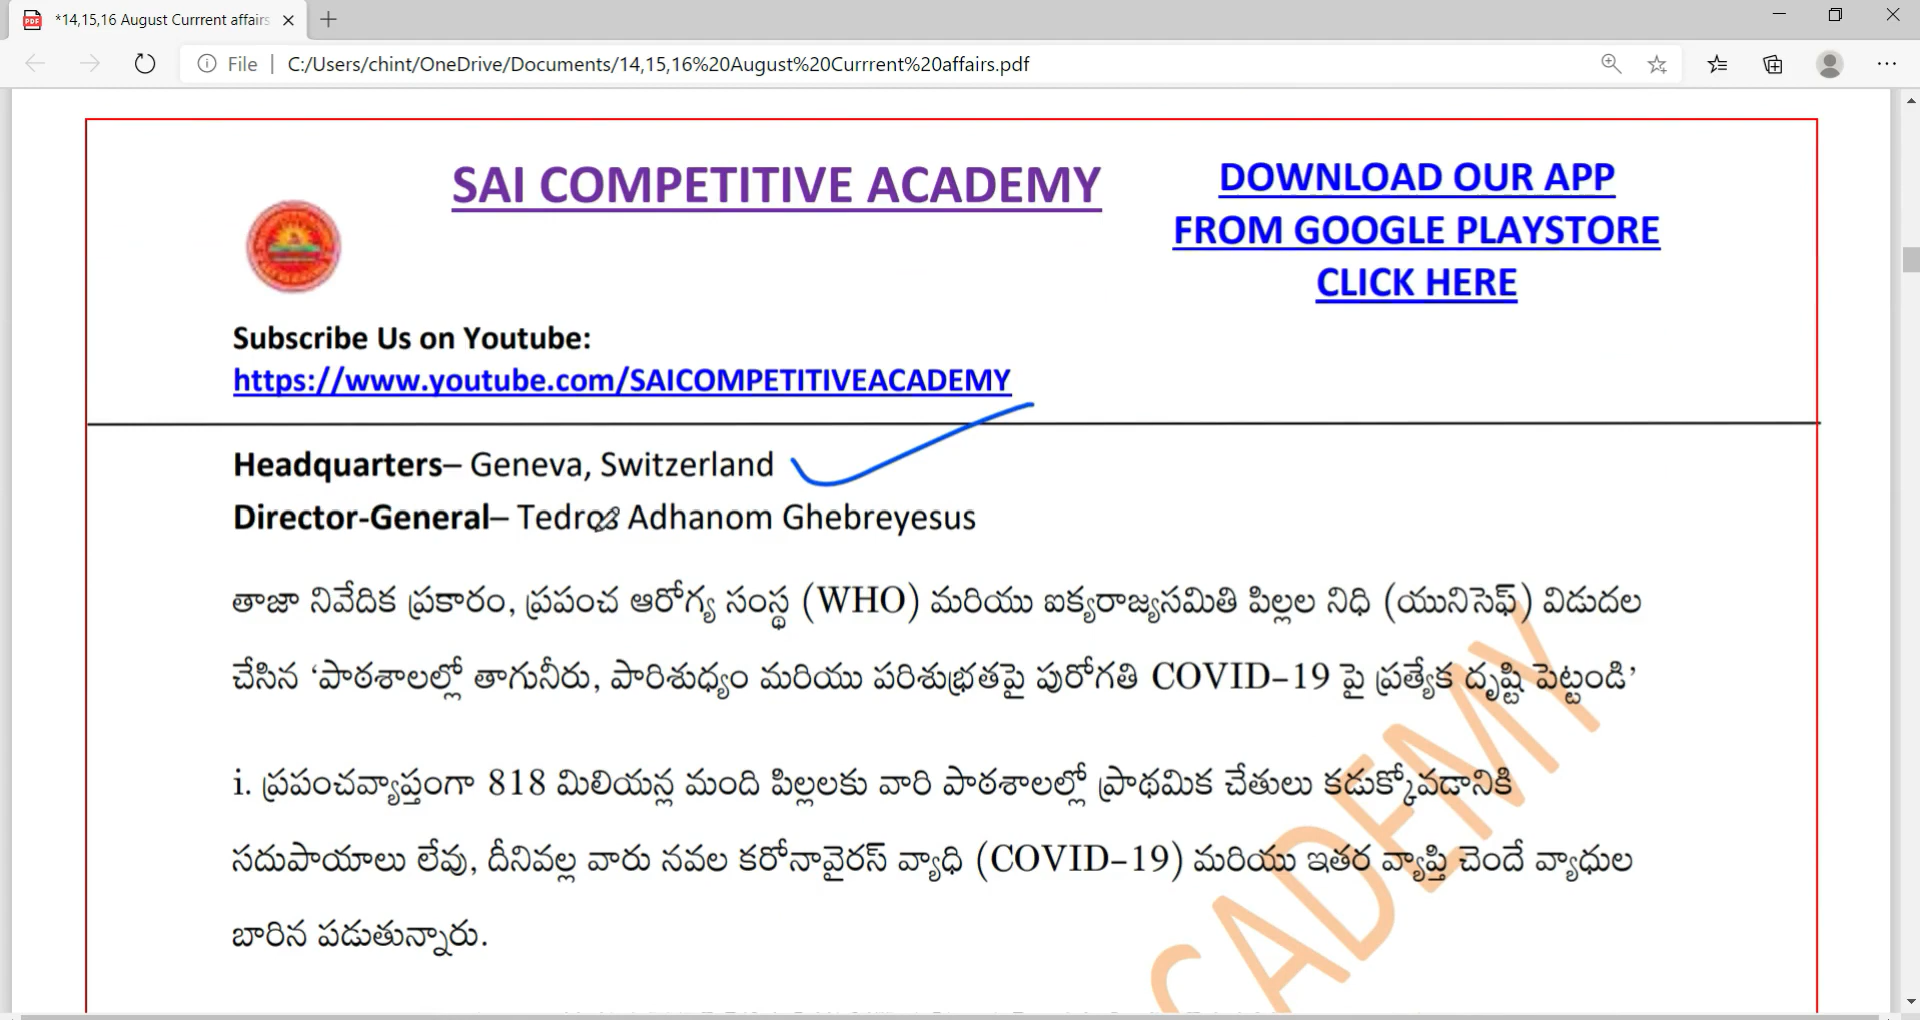 *14,15,16 August Currrent affairs
File | C:/Users/chint/OneDrive/Documents/14,15,16%20August%20Currrent%20affairs.pdf
SAI COMPETITIVE ACADEMY
DOWNLOAD OUR APP
FROM GOOGLE PLAYSTORE
CLICK HERE
Subscribe Us on Youtube:
https://www.youtube.com/SAICOMPETITIVEACADEMY
Headquarters– Geneva, Switzerland
Director-General– Tedros Adhanom Ghebreyesus
తాజా నివేదిక ప్రకారం, ప్రపంచ ఆరోగ్య సంస్థ (WHO) మరియు ఐక్యరాజ్యసమితి పిల్లల నిధి (యునిసెఫ్) విడుదల
చేసిన ‘పాఠశాలల్లో తాగునీరు, పారిశుధ్యం మరియు పరిశుభ్రతపై పురోగతి COVID-19 పై ప్రత్యేక దృష్టి పెట్టండి’
i. ప్రపంచవ్యాప్తంగా 818 మిలియన్ల మంది పిల్లలకు వారి పాఠశాలల్లో ప్రాథమిక చేతులు కడుక్కోవడానికి
సదుపాయాలు లేవు, దీనివల్ల వారు నవల కరోనావైరస్ వ్యాధి (COVID-19) మరియు ఇతర వ్యాప్తి చెందే వ్యాధుల
బారిన పడుతున్నారు.
CADEMY